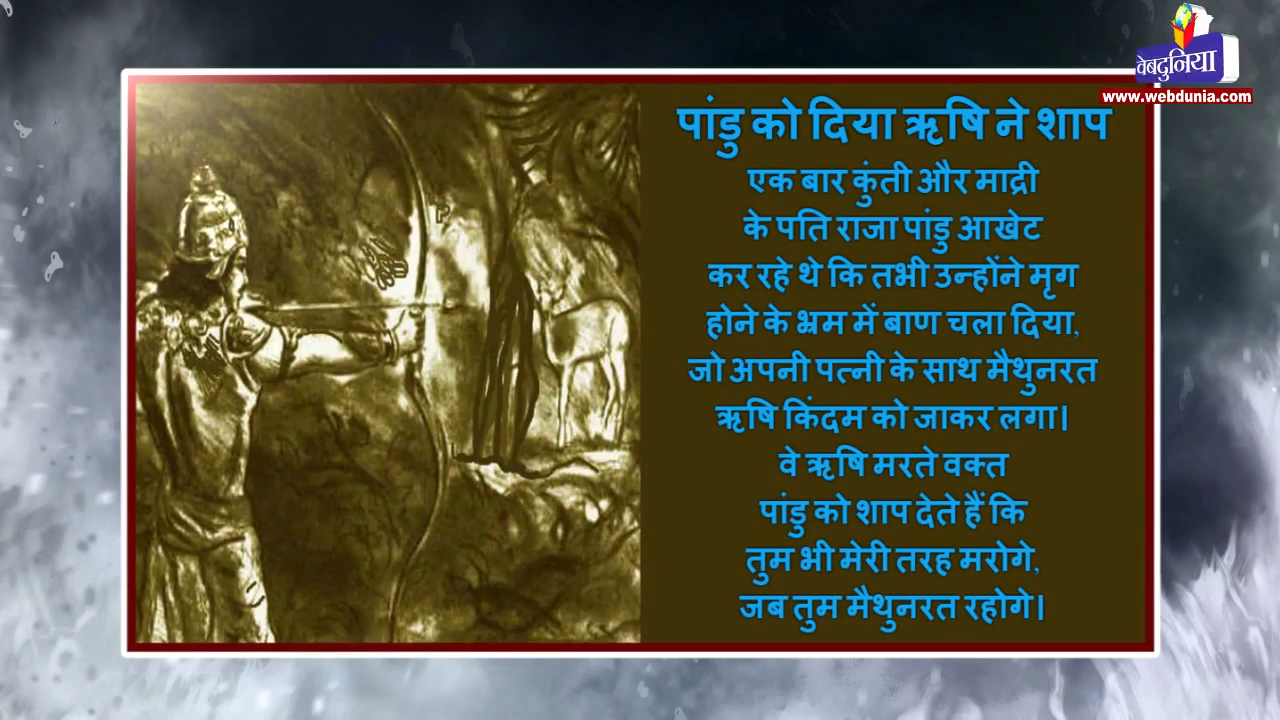 वेबदुनिया
www.webdunia.com
पांडु को दिया ऋषि ने शाप
एक बार कुंती और माद्री
के पति राजा पांडु आखेट
कर रहे थे कि तभी उन्होंने मृग
होने के भ्रम में बाण चला दिया,
जो अपनी पत्नी के साथ मैथुनरत
ऋषि किंदम को जाकर लगा।
वे ऋषि मरते वक्त
पांडु को शाप देते हैं कि
तुम भी मेरी तरह मरोगे,
जब तुम मैथुनरत रहोगे।